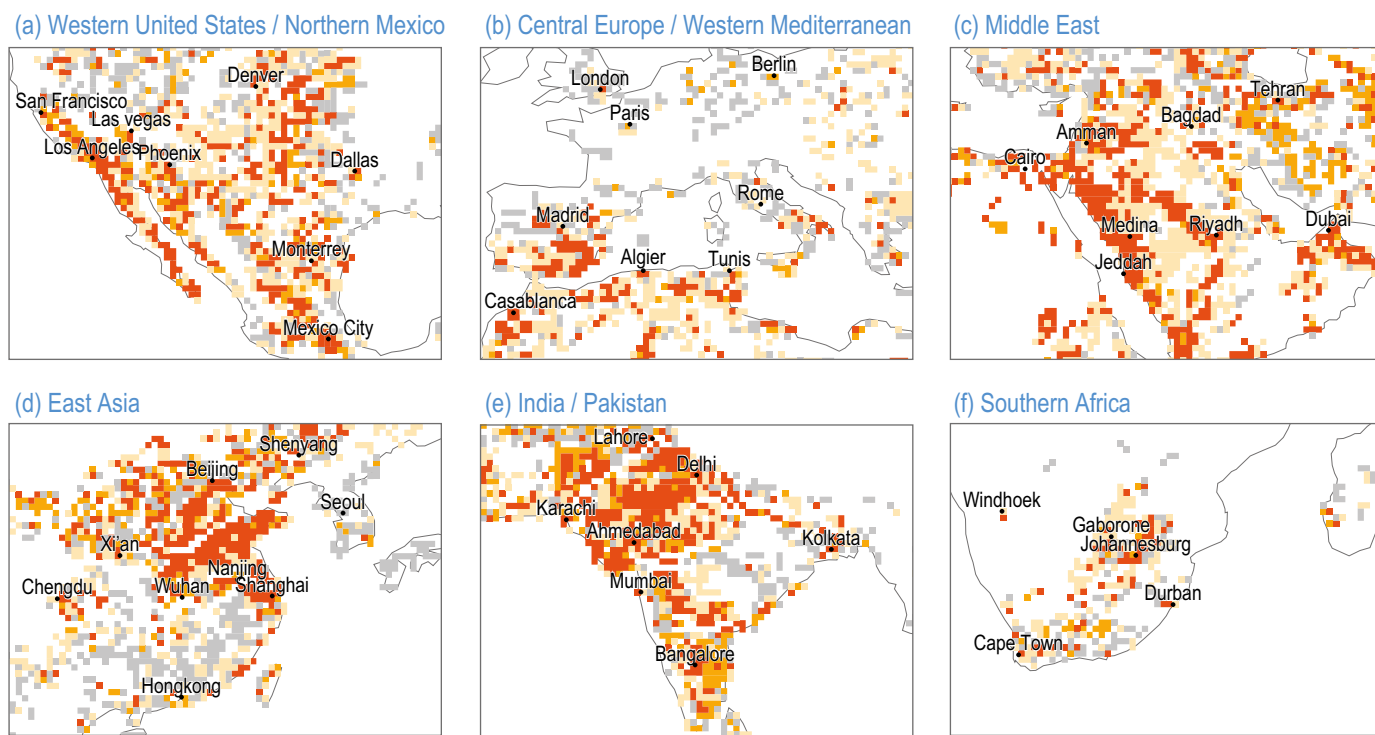 (a) Western United States / Northern Mexico
Denver
San Francisco
Las vegas
Los Angeles
Phoenix
Dallas
Monterrey
Mexico City
(b) Central Europe / Western Mediterranean
London
Berlin
Paris
Rome
Madrid
Algier
Tunis
Casablanca
(c) Middle East
Tehran
Baqdad
Amman
Cairo
Medina
Riyadh
Dubai
Jeddah
(d) East Asia
Shenyang
Beijing
Seoul
Xi'an
Nanjing
Chengdu
Wuhan
Shanghai
Hongkong
(e) India / Pakistan
Lahore
Delhi
Karachi
Ahmedabad
Kolkata
Mumbai
Bangalore
(f) Southern Africa
Windhoek
Gaborone
Johannesburg
Durban
Cape Town